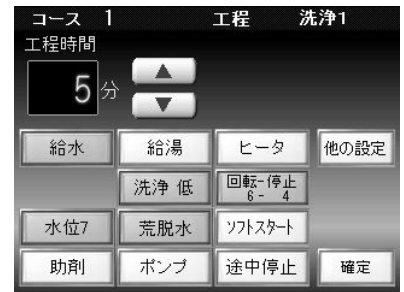 コース 1 工程 洗浄1
工程時間
5 分 ▲
▼
給水 給湯 ヒータ 他の設定
洗浄 低 回転-停止
6 - 4
水位7 荒脱水 ソフトスタート
助剤 ポンプ 途中停止 確定